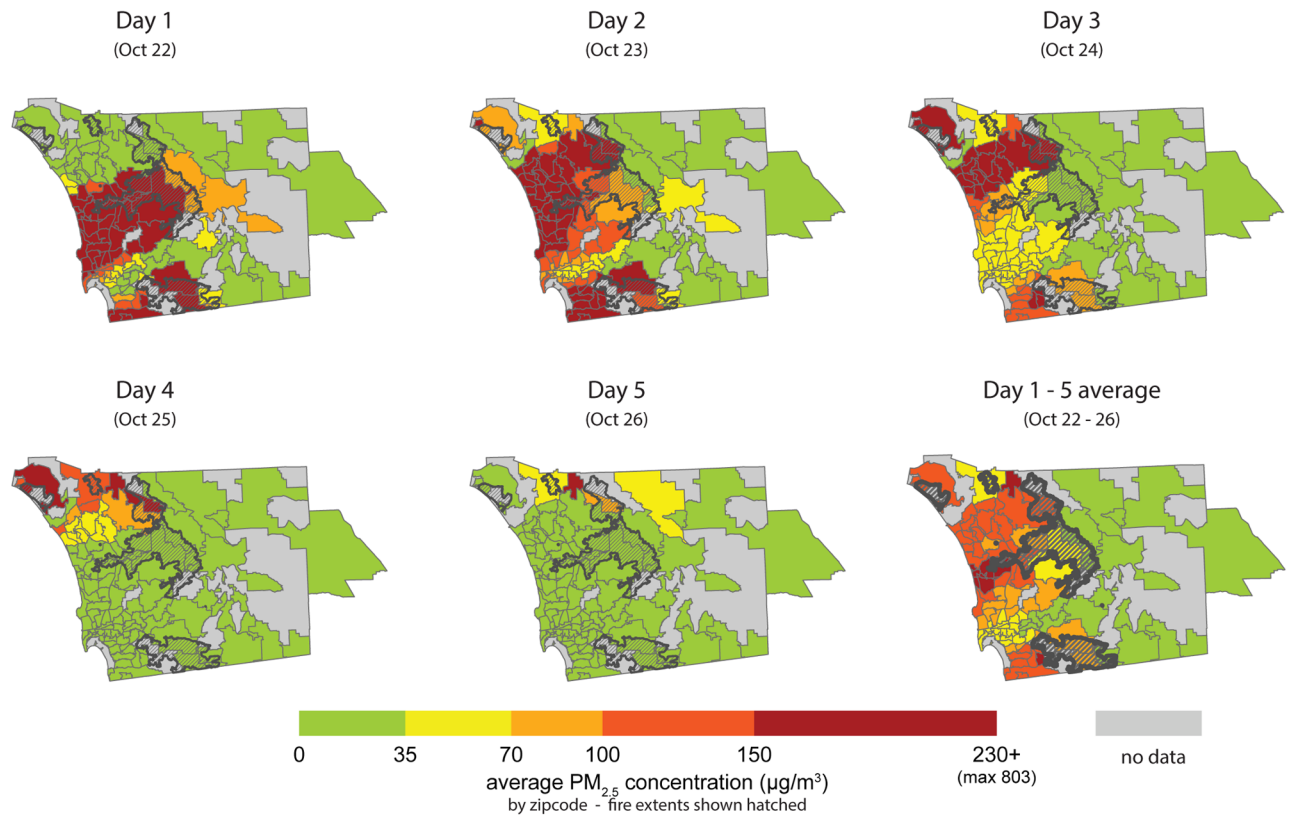 Day 1
(Oct 22)
Day 2
(Oct 23)
Day 3
(Oct 24)
Day 4
(Oct 25)
Day 5
(Oct 26)
Day 1 - 5 average
(Oct 22 - 26)
0 35 70 100 150 230+
(max 803)
no data
average PM2.5 concentration (µg/m³)
by zipcode - fire extents shown hatched